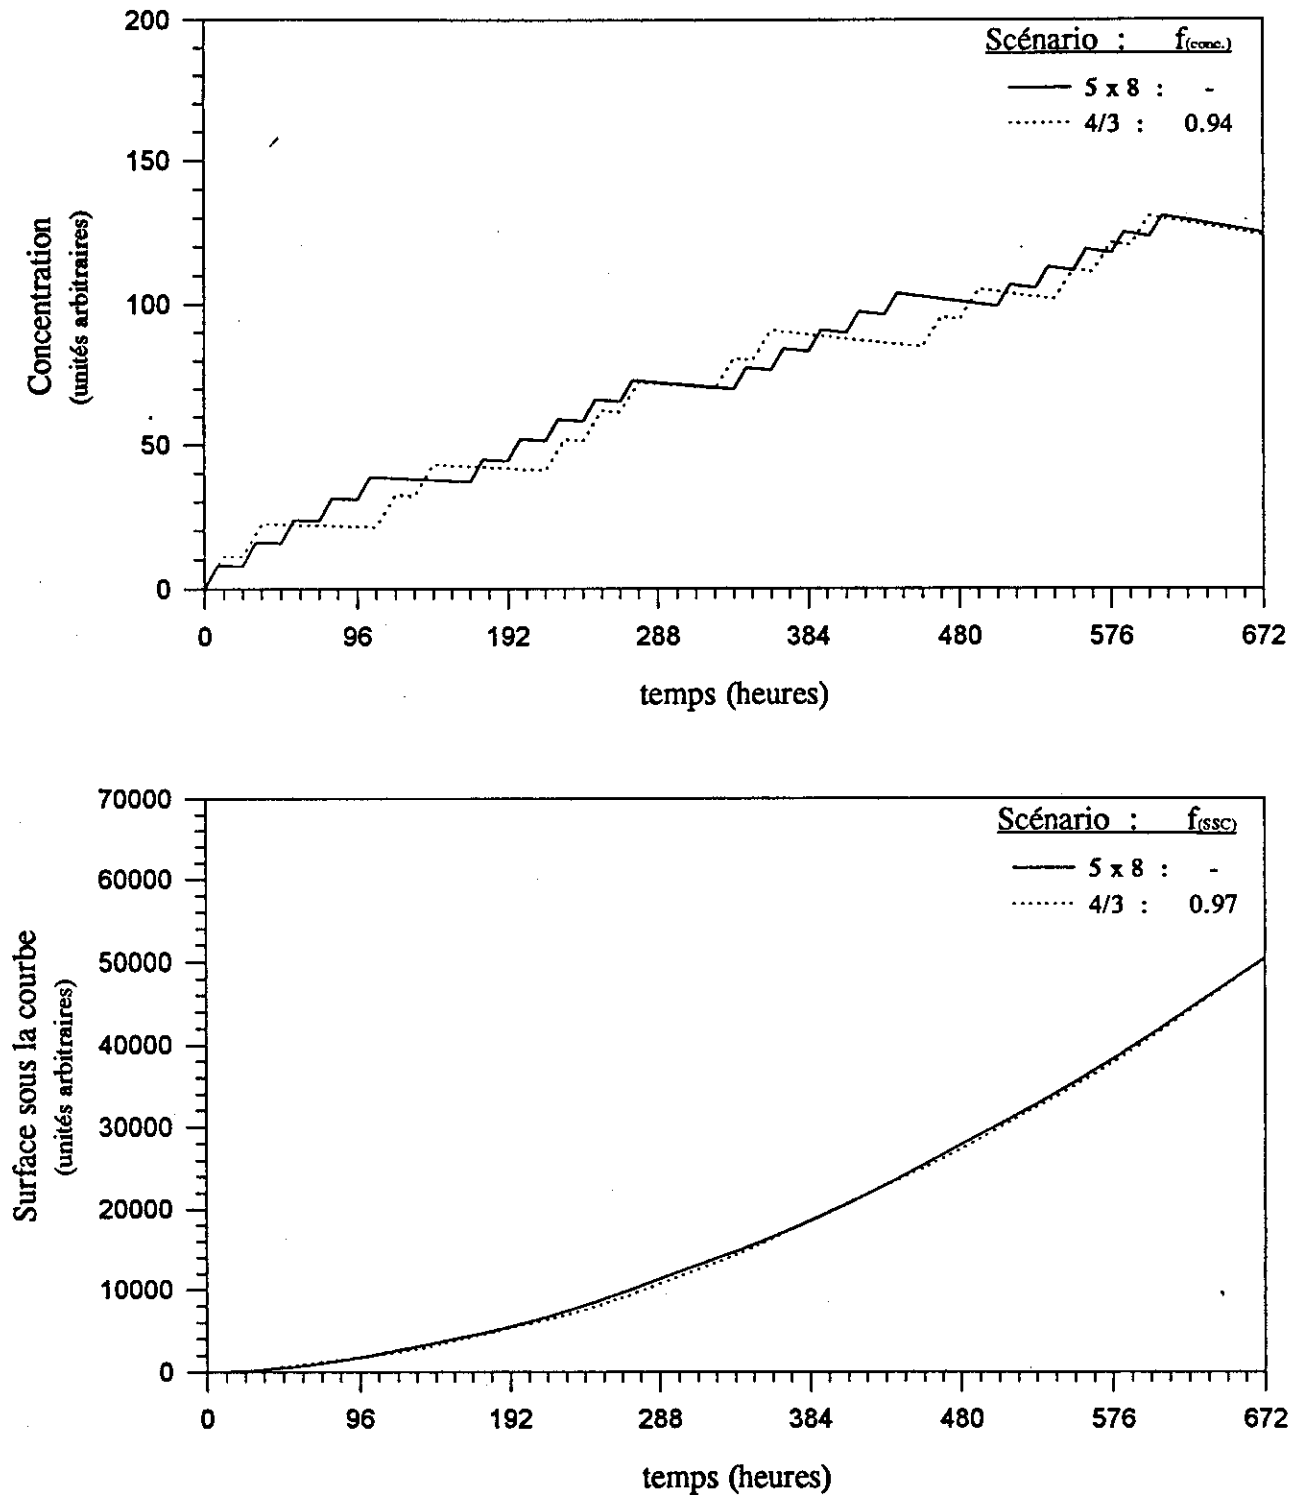 200
150
100
50
0
Concentration
(unités arbitraires)
Scénario : f(conc.)
5 x 8 : -
4/3 : 0.94
0 96 192 288 384 480 576 672
temps (heures)
70000
60000
50000
40000
30000
20000
10000
0
Surface sous la courbe
(unités arbitraires)
Scénario : f(SSC)
5 x 8 : -
4/3 : 0.97
0 96 192 288 384 480 576 672
temps (heures)